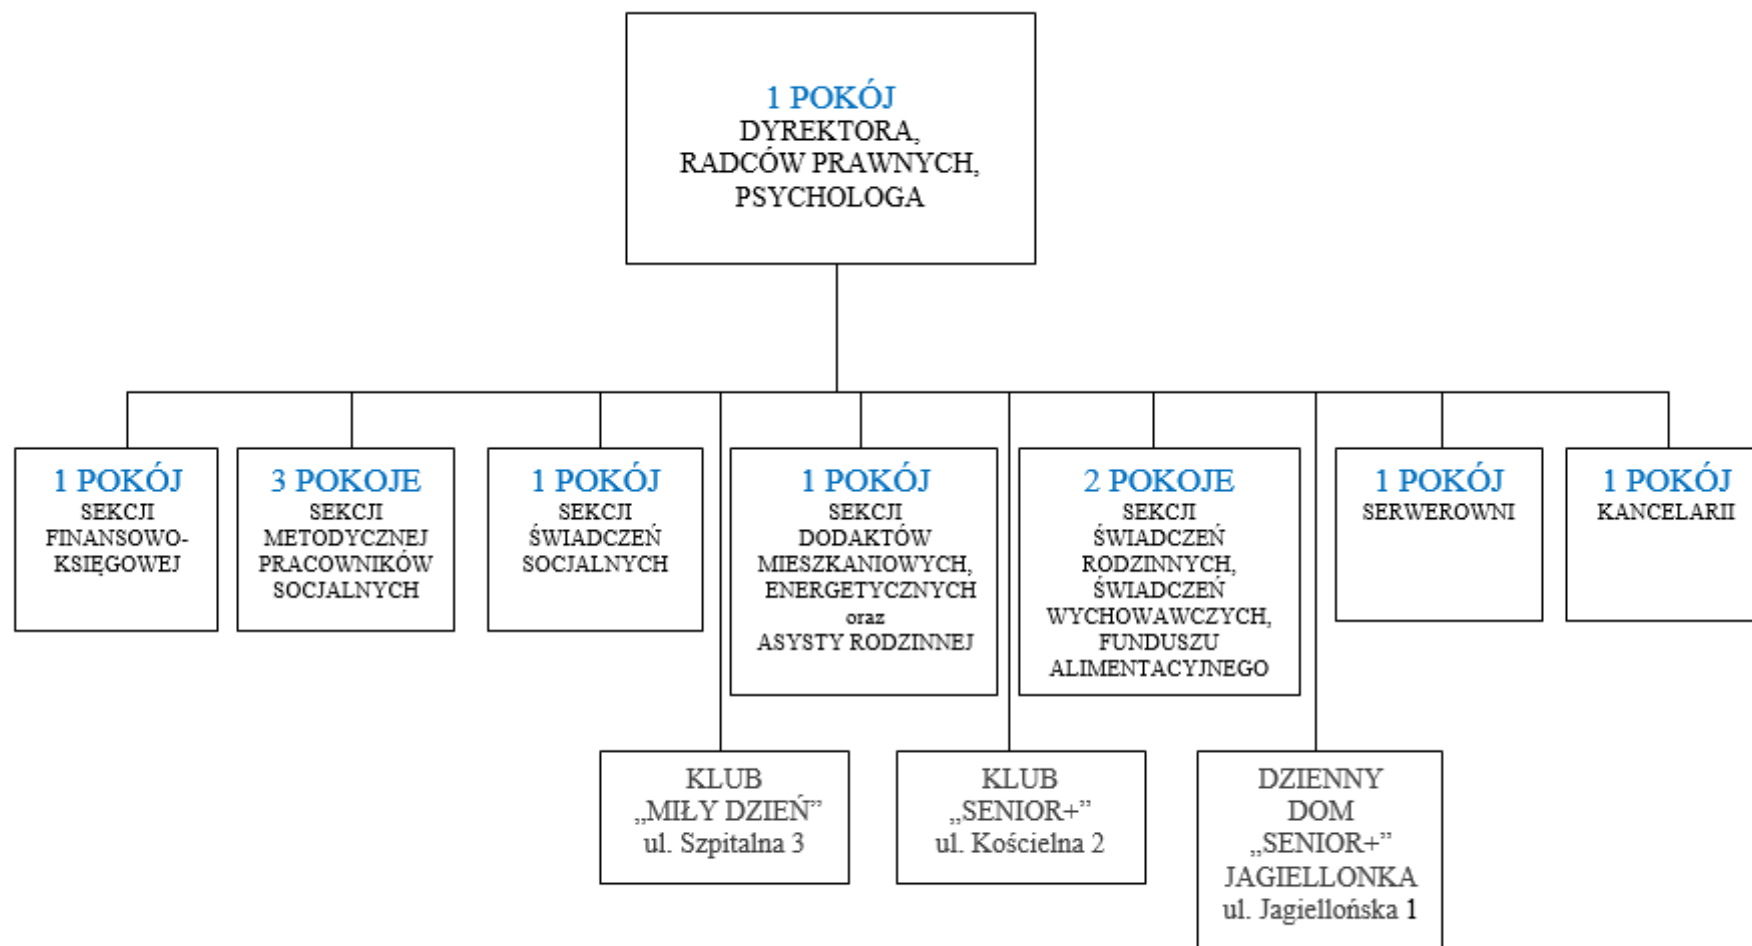 1 POKÓJ
DYREKTORA,
RADCÓW PRAWNYCH,
PSYCHOLOGA
1 POKÓJ
SEKCJI
FINANSOWO-
KSIĘGOWEJ
3 POKOJE
SEKCJI
METODYCZNEJ
PRACOWNIKÓW
SOCJALNYCH
1 POKÓJ
SEKCJI
ŚWIADCZEŃ
SOCJALNYCH
1 POKÓJ
SEKCJI
DODAKTÓW
MIESZKANIOWYCH,
ENERGETYCZNYCH
oraz
ASYSTY RODZINNEJ
2 POKOJE
SEKCJI
ŚWIADCZEŃ
RODZINNYCH,
ŚWIADCZEŃ
WYCHOWAWCZYCH,
FUNDUSZU
ALIMENTACYJNEGO
1 POKÓJ
SERWEROWNI
1 POKÓJ
KANCELARII
KLUB
„MIŁY DZIEŃ”
ul. Szpitalna 3
KLUB
„SENIOR+”
ul. Kościelna 2
DZIENNY
DOM
„SENIOR+”
JAGIELLONKA
ul. Jagiellońska 1